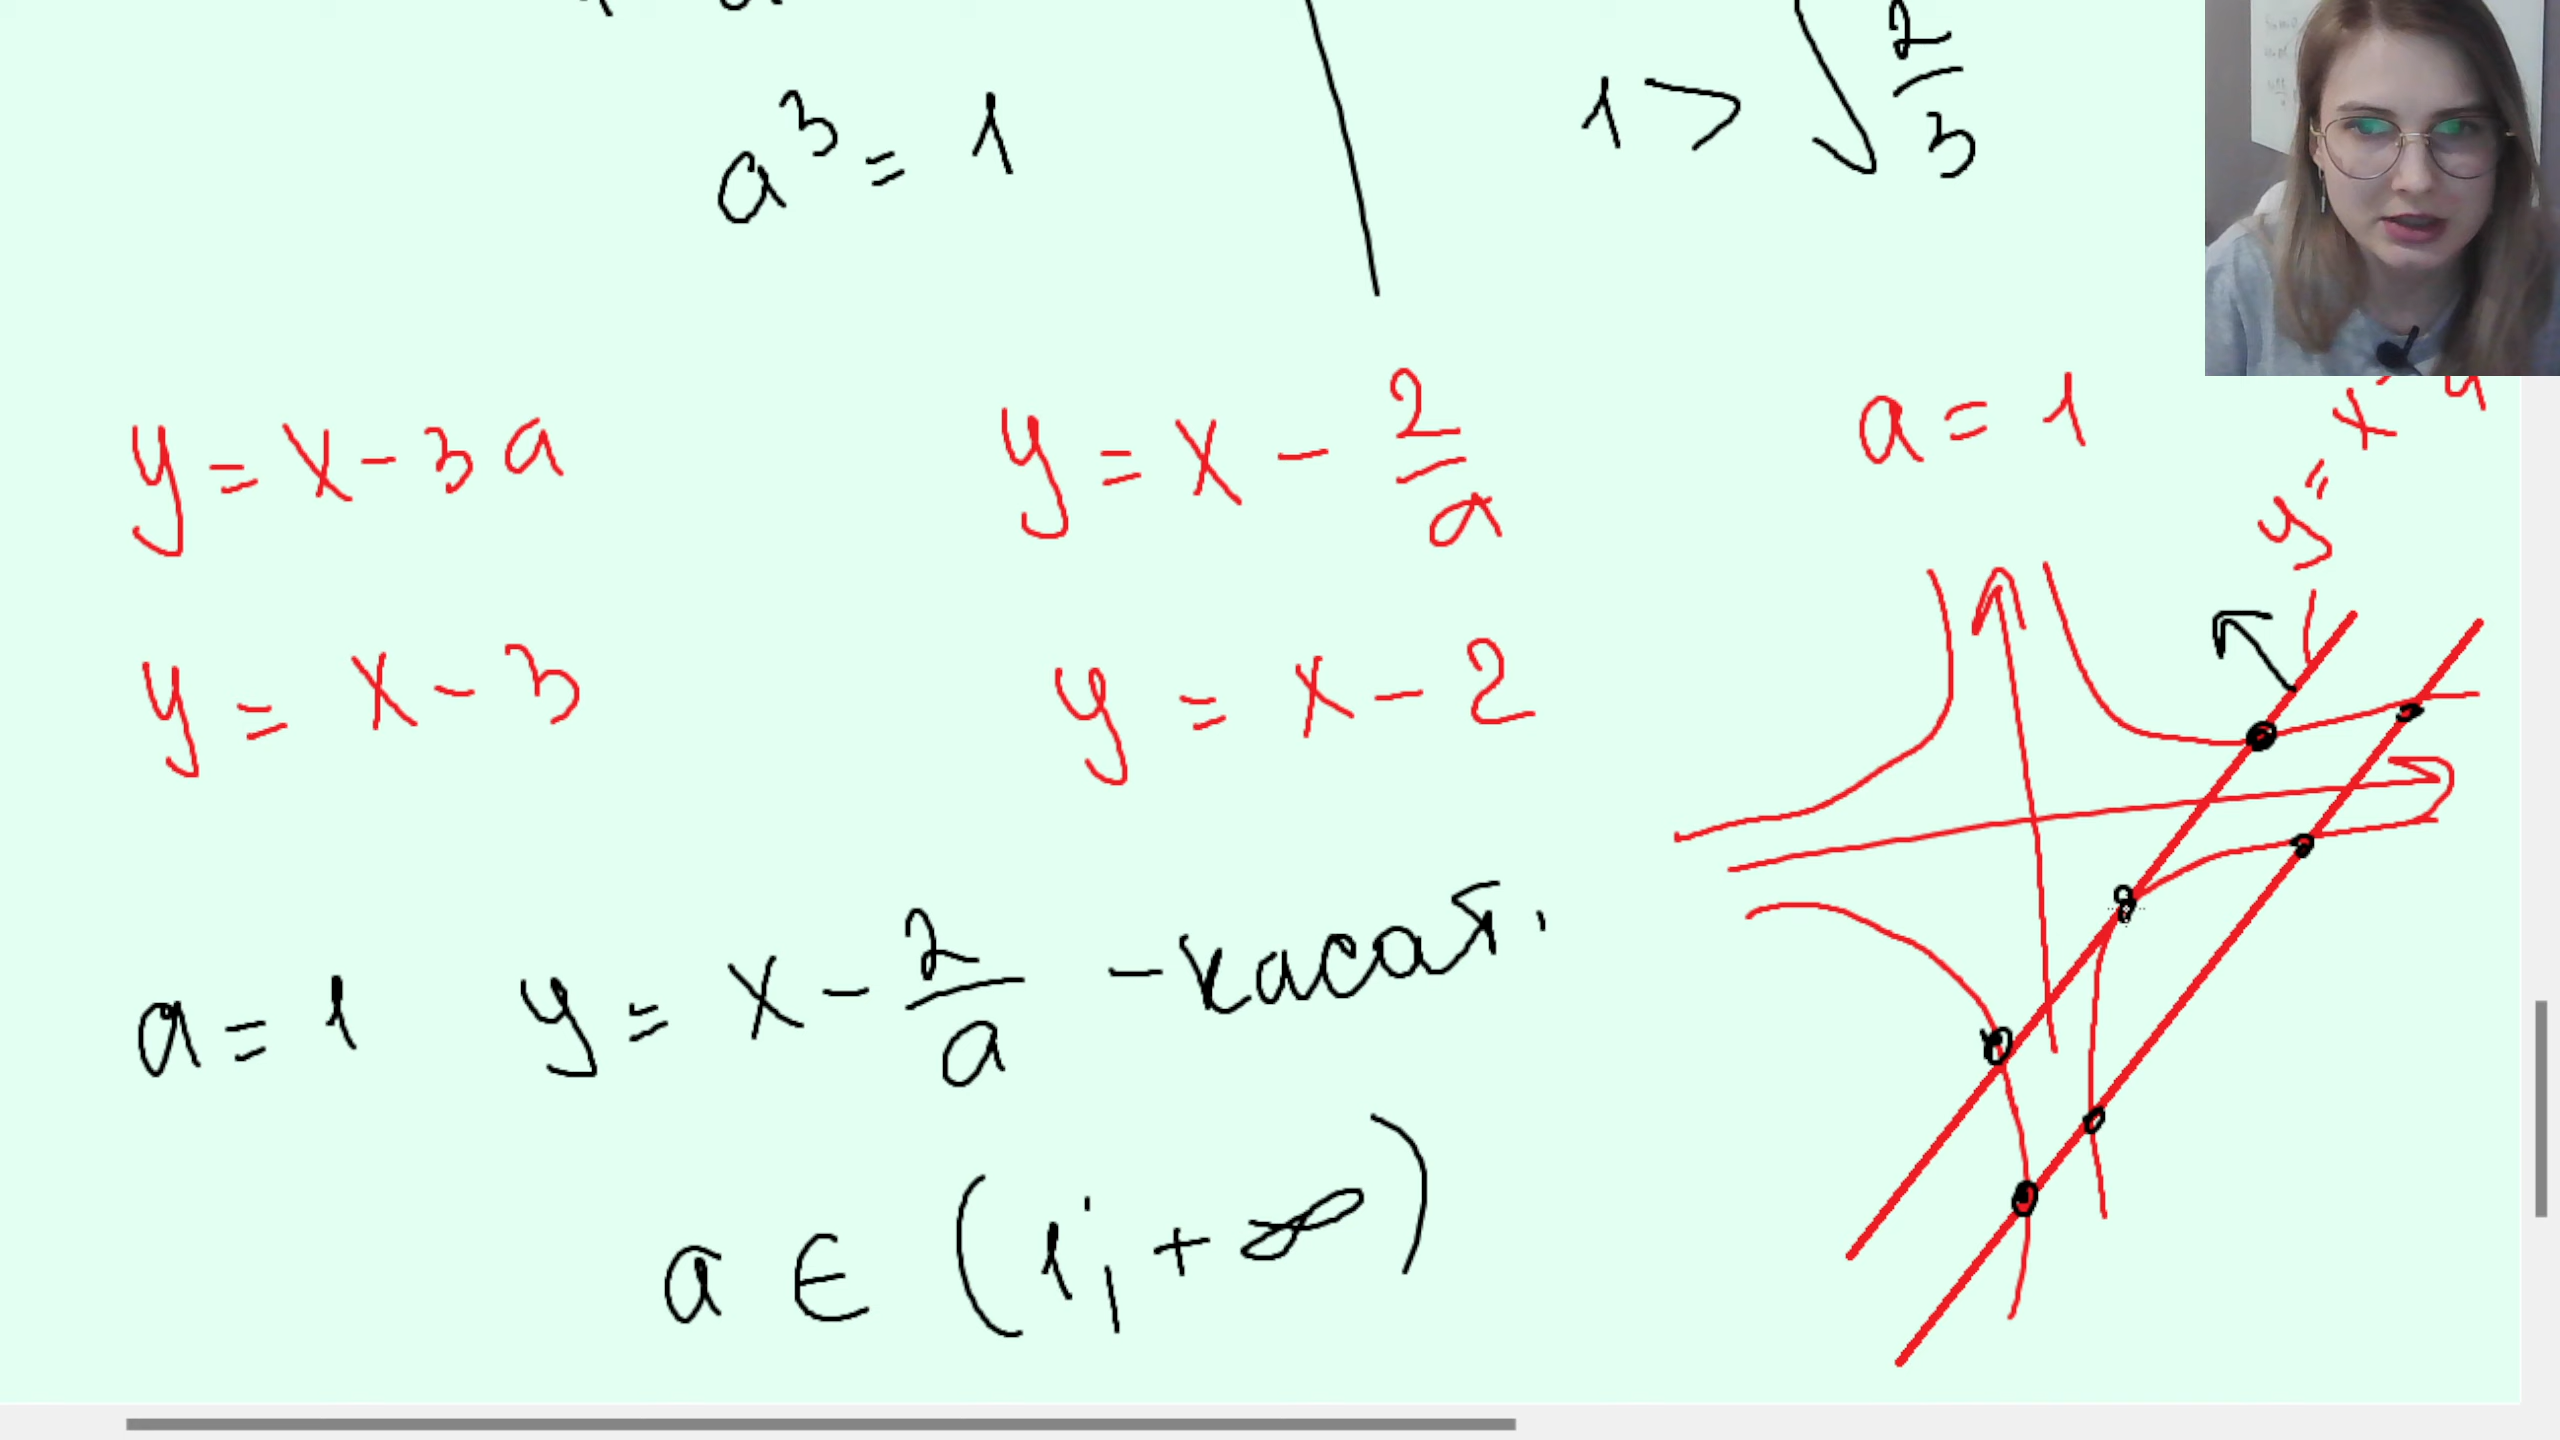 a³ = 1
1 > √(2/3)
y = x - 3a
y = x - 2/a
a = 1
y = x - 3
y = x - 2
a = 1 y = x - 2/a - касат.
a ∈ (1; + ∞)